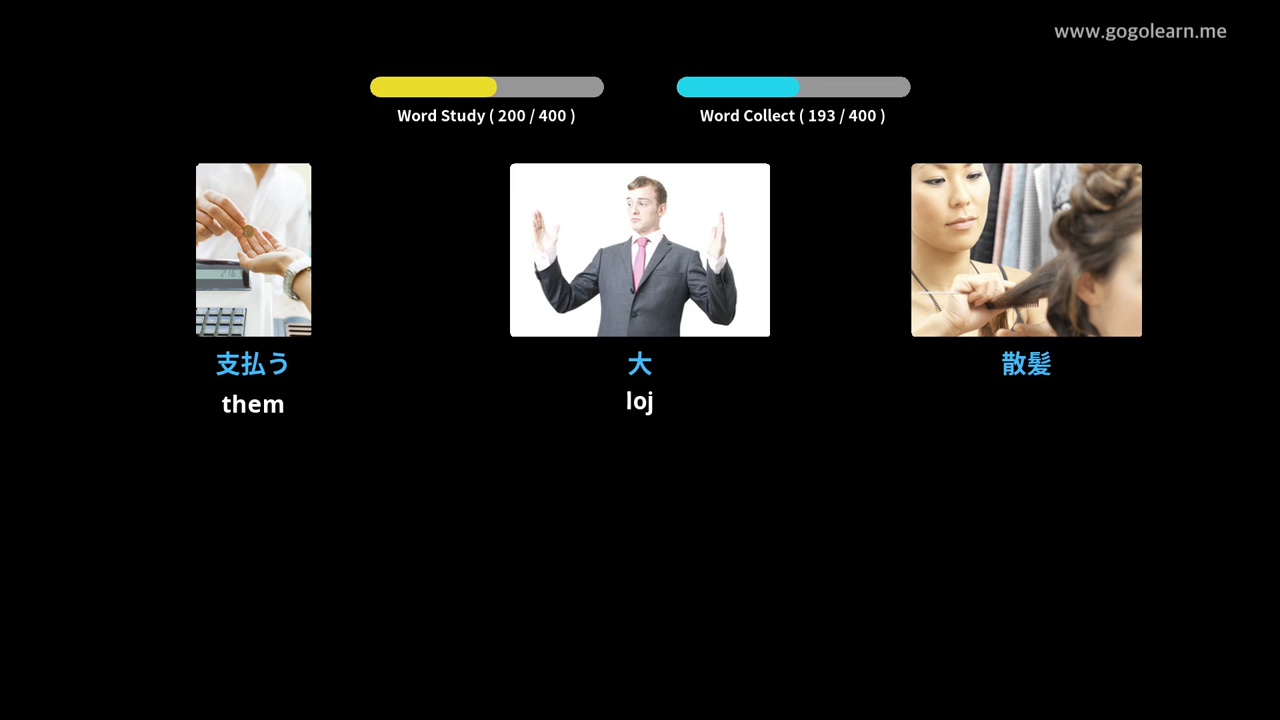 www.gogolearn.me
Word Study ( 200 / 400 )
Word Collect ( 193 / 400 )
支払う
them
大
loj
散髪